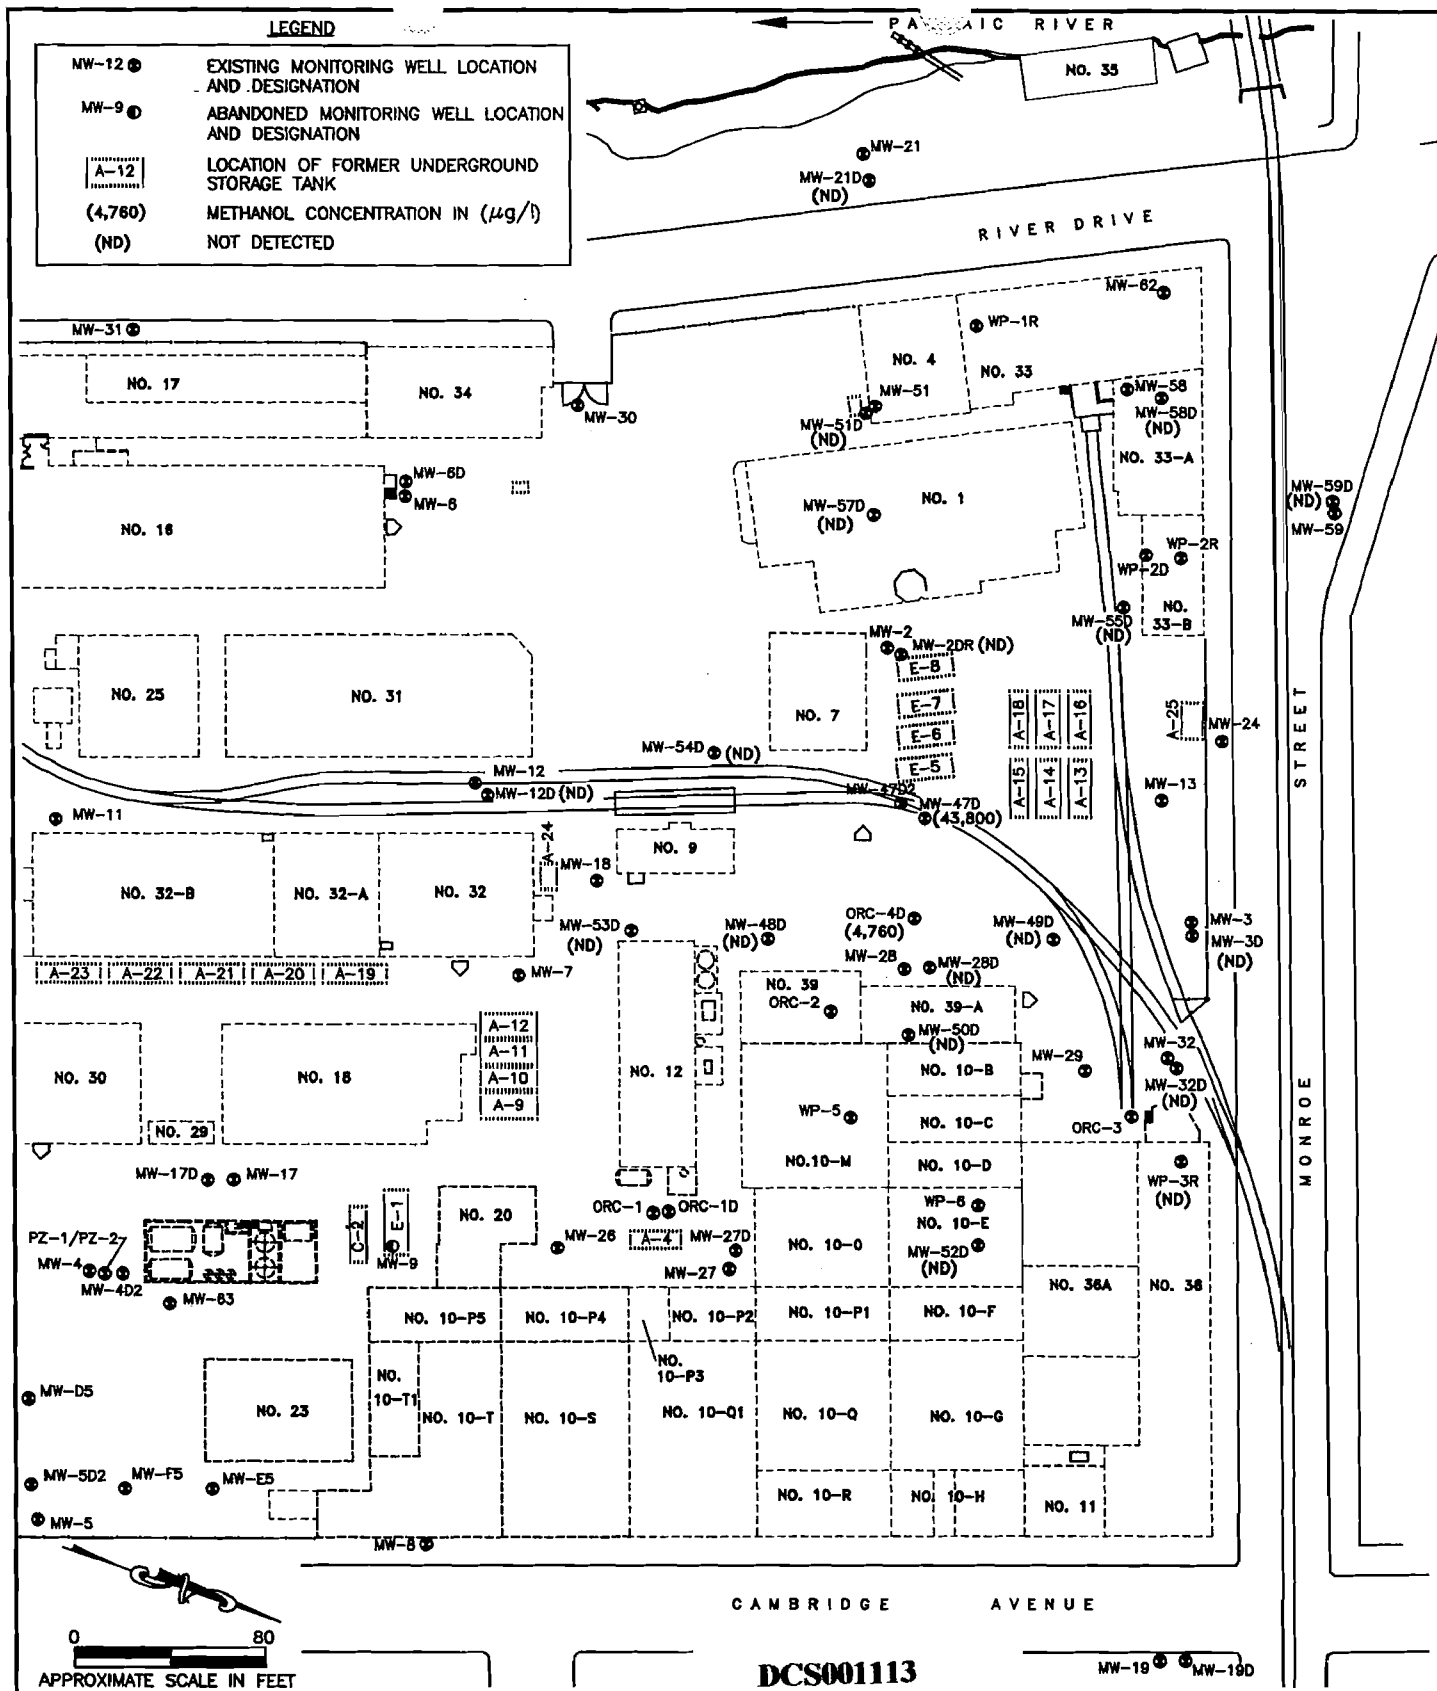 LEGEND
MW-12 EXISTING MONITORING WELL LOCATION
AND DESIGNATION
MW-9 ABANDONED MONITORING WELL LOCATION
AND DESIGNATION
A-12 LOCATION OF FORMER UNDERGROUND
STORAGE TANK
(4,760) METHANOL CONCENTRATION IN (µg/l)
(ND) NOT DETECTED
RIVER
NO. 35
MW-21
MW-21D
(ND)
RIVER DRIVE
MW-62
MW-31
WP-1R
NO. 17
NO. 34
NO. 4
NO. 33
MW-30
MW-51
MW-51D
(ND)
MW-58
MW-58D
(ND)
NO. 33-A
MW-6D
MW-6
NO. 16
MW-57D
(ND)
NO. 1
MW-59D
(ND)
MW-59
WP-2R
WP-2D
MW-55D
(ND)
NO.
33-B
MW-2
MW-2DR (ND)
E-8
E-7
E-6
E-5
NO. 25
NO. 31
NO. 7
A-18
A-17
A-16
A-15
A-14
A-13
A-25
MW-24
MW-13
MW-54D (ND)
MW-12
MW-12D (ND)
MW-47D2
MW-47D
(43,800)
MW-11
NO. 9
A-24
MW-18
NO. 32-B
NO. 32-A
NO. 32
MW-53D
(ND)
MW-48D
(ND)
ORC-4D
(4,760)
MW-49D
(ND)
MW-3
MW-3D
(ND)
A-23
A-22
A-21
A-20
A-19
MW-7
MW-28
MW-28D
(ND)
NO. 39
ORC-2
NO. 39-A
MW-50D
(ND)
A-12
A-11
A-10
A-9
NO. 30
NO. 18
NO. 29
NO. 12
MW-29
NO. 10-B
MW-32
MW-32D
(ND)
WP-5
NO. 10-C
ORC-3
NO.10-M
NO. 10-D
WP-3R
(ND)
MW-17D
MW-17
WP-6
NO. 10-E
MW-52D
(ND)
C-2
E-1
MW-9
NO. 20
ORC-1
ORC-1D
A-4
MW-26
MW-27D
MW-27
NO. 10-O
PZ-1/PZ-2
MW-4
MW-4D2
MW-63
NO. 36A
NO. 36
NO. 10-P5
NO. 10-P4
NO. 10-P2
NO. 10-P1
NO. 10-F
NO.
10-P3
MW-D5
NO. 23
NO.
10-T1
NO. 10-T
NO. 10-S
NO. 10-Q1
NO. 10-Q
NO. 10-G
MW-5D2
MW-F5
MW-E5
NO. 10-R
NO. 10-H
NO. 11
MW-5
MW-8
MONROE STREET
CAMBRIDGE AVENUE
0 80
APPROXIMATE SCALE IN FEET
DCS001113
MW-19
MW-19D